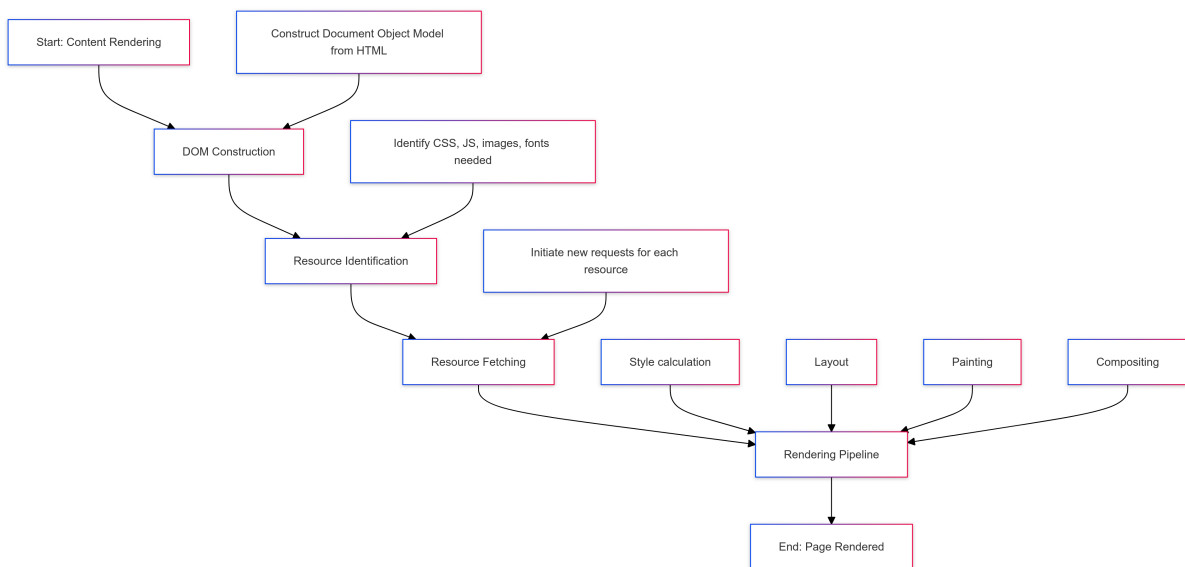 Start: Content Rendering
Construct Document Object Model
from HTML
DOM Construction
Identify CSS, JS, images, fonts
needed
Resource Identification
Initiate new requests for each
resource
Resource Fetching
Style calculation
Layout
Painting
Compositing
Rendering Pipeline
End: Page Rendered